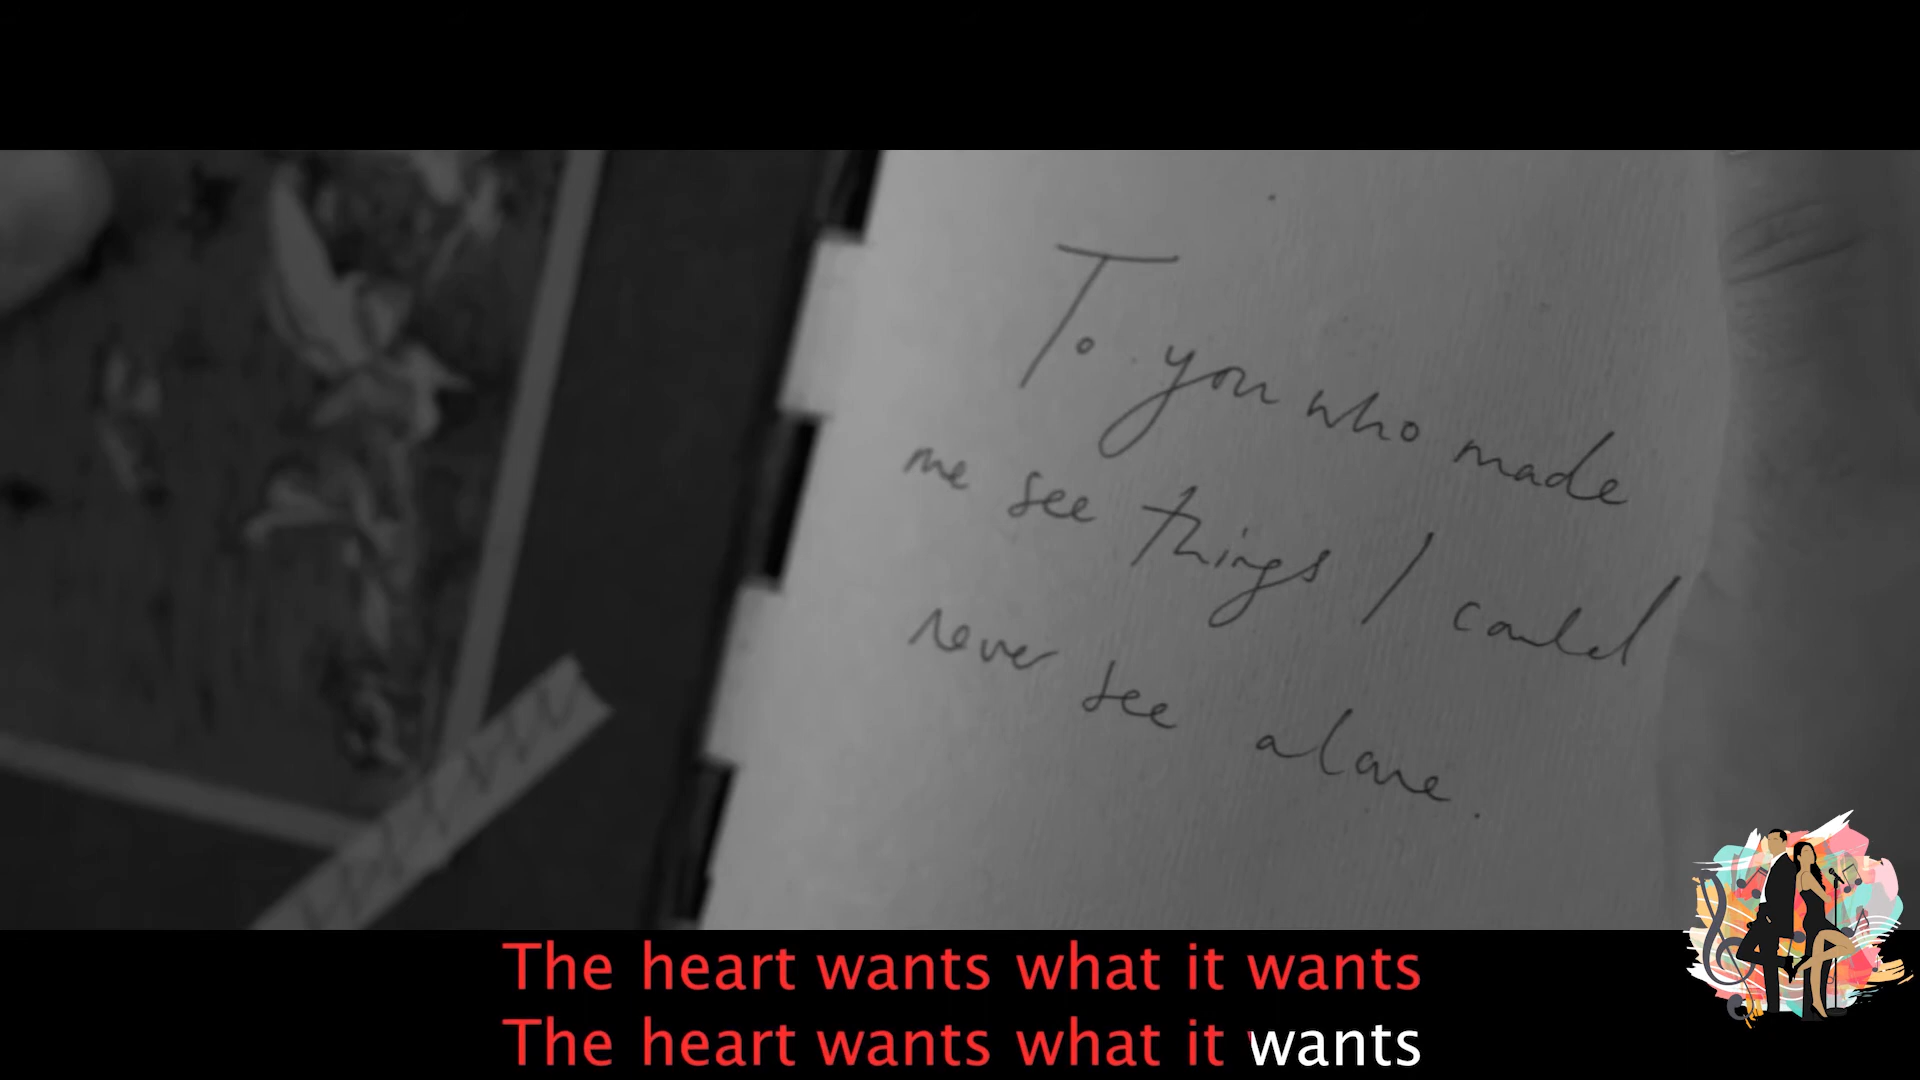 To you who made
me see things I could
never see alone.
The heart wants what it wants
The heart wants what it wants